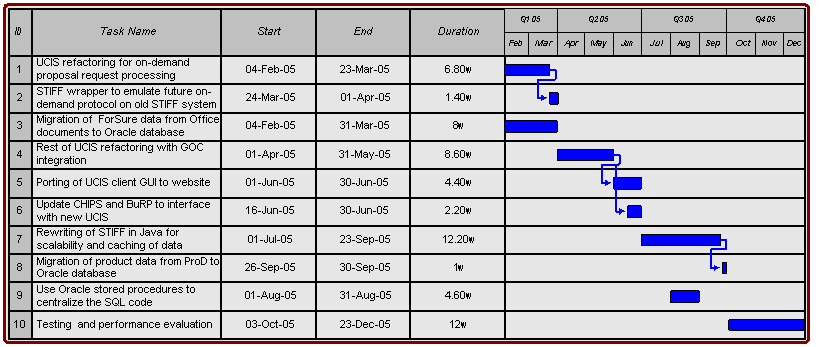 ID Task Name Start End Duration Q1 05 Q2 05 Q3 05 Q4 05
Feb Mar Apr May Jun Jul Aug Sep Oct Nov Dec
1 UCIS refactoring for on-demand
proposal request processing 04-Feb-05 23-Mar-05 6.80w
2 STIFF wrapper to emulate future on-
demand protocol on old STIFF system 24-Mar-05 01-Apr-05 1.40w
3 Migration of ForSure data from Office
documents to Oracle database 04-Feb-05 31-Mar-05 8w
4 Rest of UCIS refactoring with GOC
integration 01-Apr-05 31-May-05 8.60w
5 Porting of UCIS client GUI to website 01-Jun-05 30-Jun-05 4.40w
6 Update CHIPS and BuRP to interface
with new UCIS 16-Jun-05 30-Jun-05 2.20w
7 Rewriting of STIFF in Java for
scalability and caching of data 01-Jul-05 23-Sep-05 12.20w
8 Migration of product data from ProD to
Oracle database 26-Sep-05 30-Sep-05 1w
9 Use Oracle stored procedures to
centralize the SQL code 01-Aug-05 31-Aug-05 4.60w
10 Testing and performance evaluation 03-Oct-05 23-Dec-05 12w